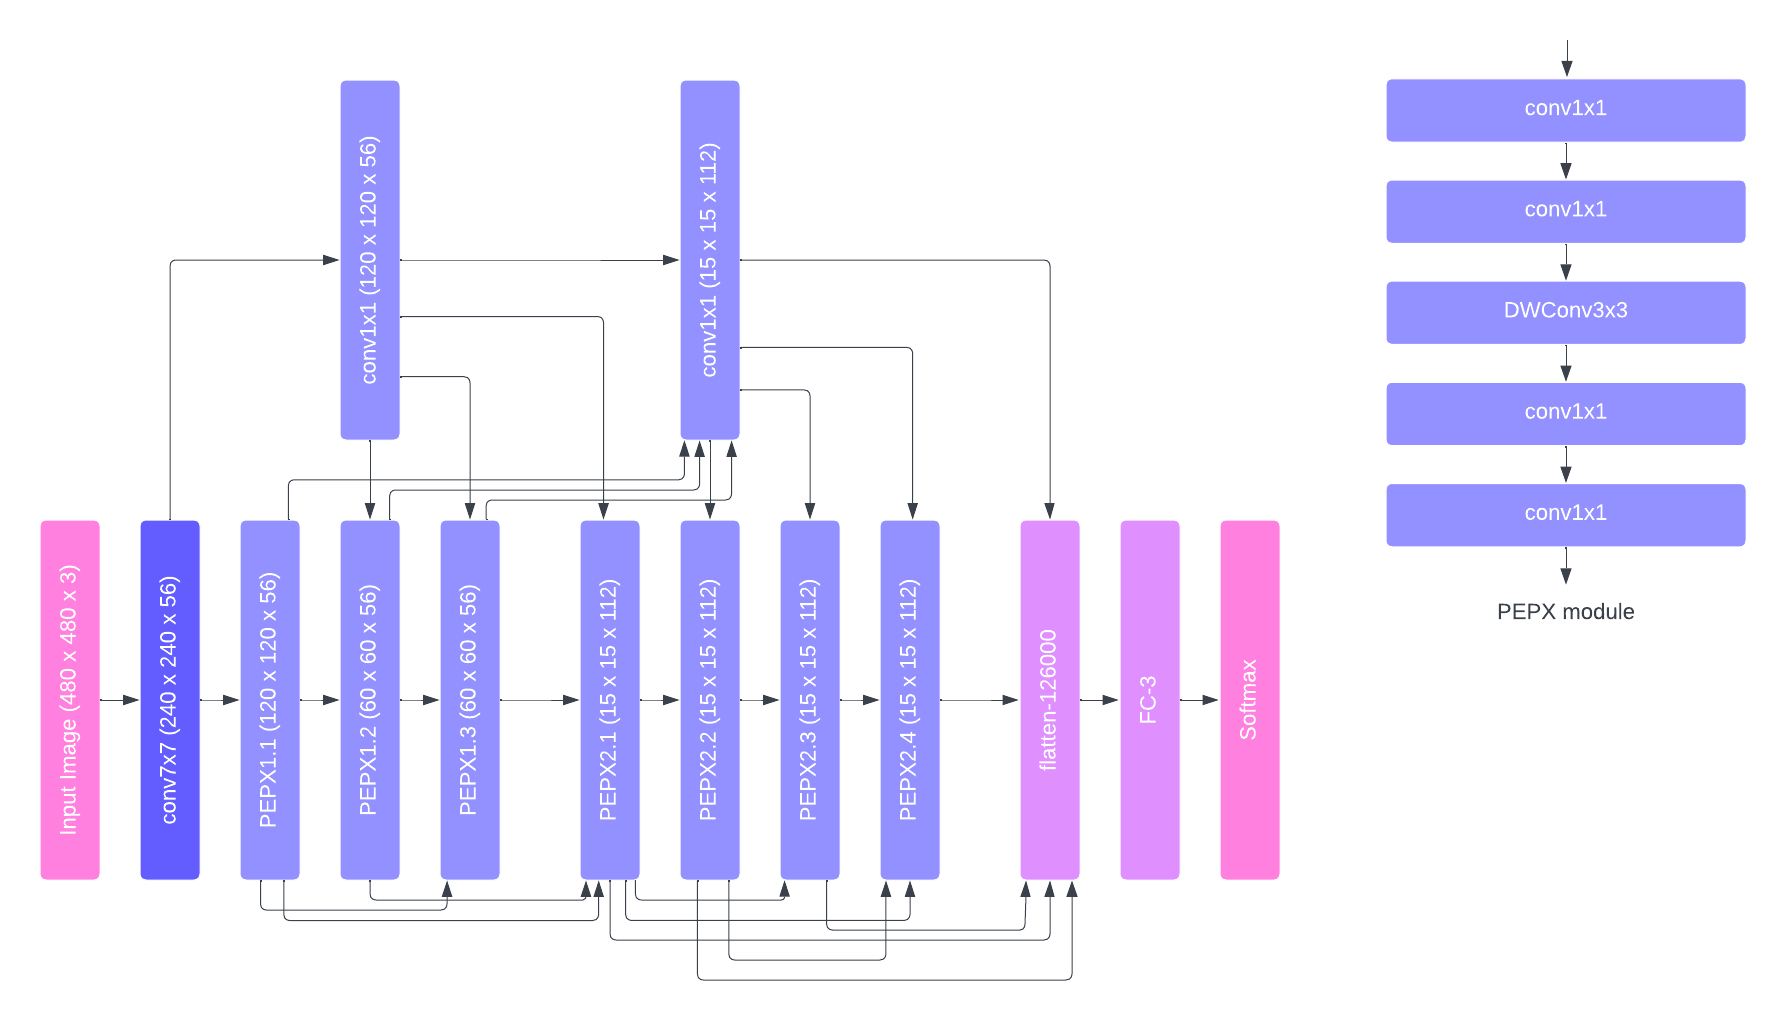 conv1x1 (120 x 120 x 56)
conv1x1 (15 x 15 x 112)
Input Image (480 x 480 x 3)
conv7x7 (240 x 240 x 56)
PEPX1.1 (120 x 120 x 56)
PEPX1.2 (60 x 60 x 56)
PEPX1.3 (60 x 60 x 56)
PEPX2.1 (15 x 15 x 112)
PEPX2.2 (15 x 15 x 112)
PEPX2.3 (15 x 15 x 112)
PEPX2.4 (15 x 15 x 112)
flatten-126000
FC-3
Softmax
conv1x1
conv1x1
DWConv3x3
conv1x1
conv1x1
PEPX module